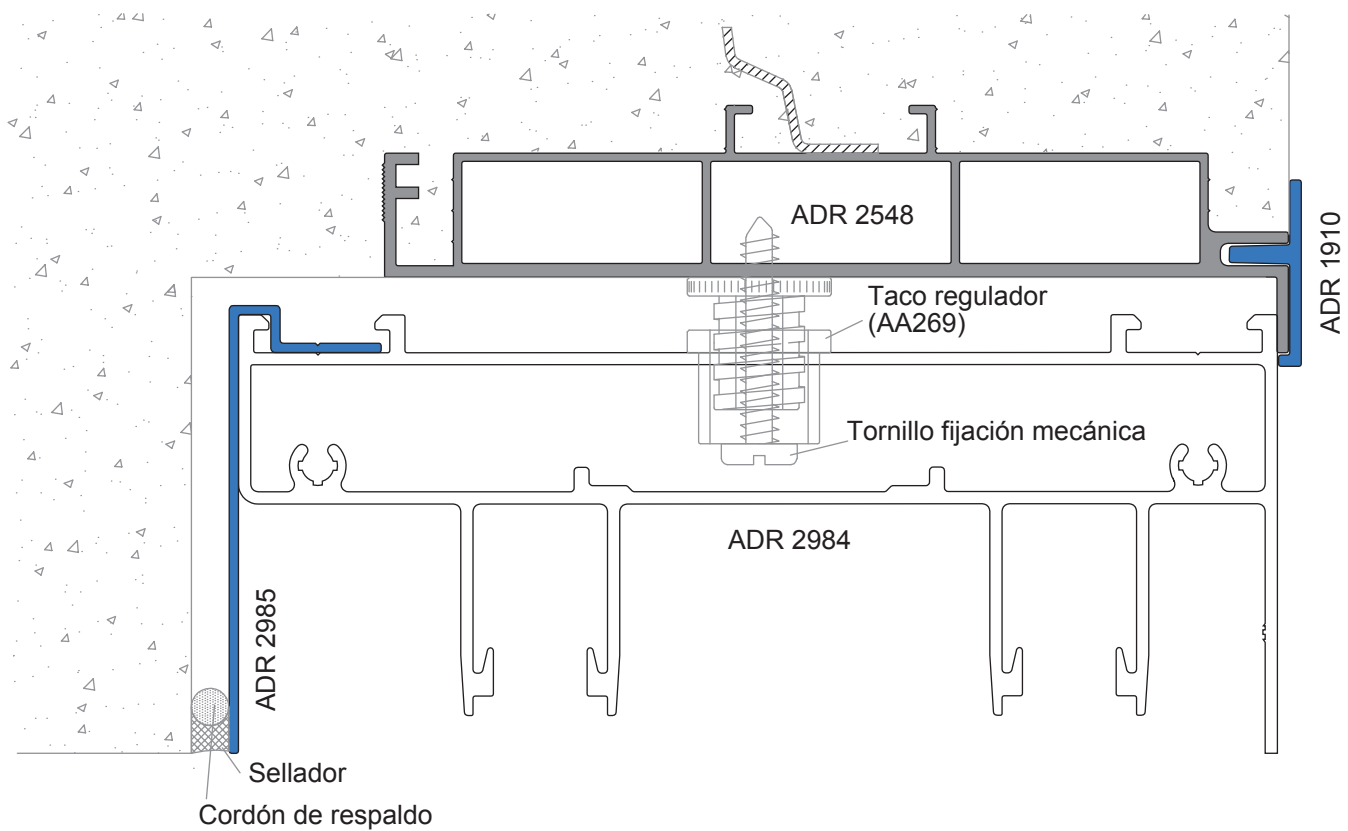 ADR 2548
ADR 1910
Taco regulador
(AA269)
Tornillo fijación mecánica
ADR 2984
ADR 2985
Sellador
Cordón de respaldo